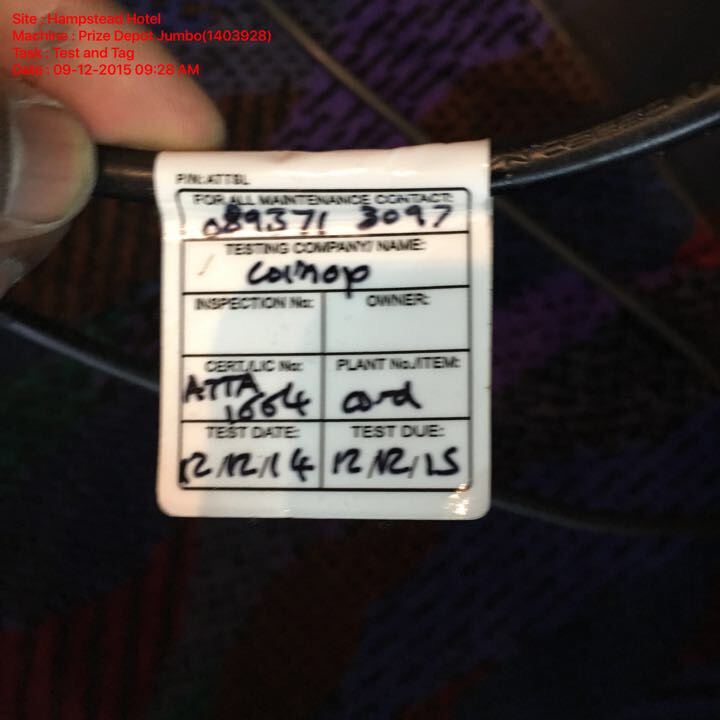 Site : Hampstead Hotel
Machine : Prize Depot Jumbo(1403928)
Task : Test and Tag
Date : 09-12-2015 09:28 AM
P/N: ATTSL
FOR ALL MAINTENANCE CONTACT:
089371 3097
TESTING COMPANY/ NAME:
Coinop
INSPECTION No: OWNER:
CERT/LIC No: PLANT No./ITEM:
ATTA
1664 cord
TEST DATE: TEST DUE:
12/12/14 12/12/15